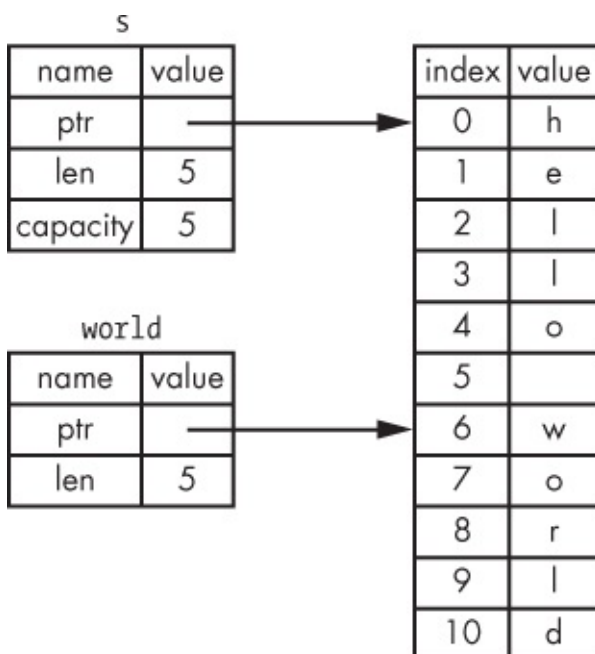 s
name value
ptr
len 5
capacity 5
world
name value
ptr
len 5
index value
0 h
1 e
2 l
3 l
4 o
5
6 w
7 o
8 r
9 l
10 d